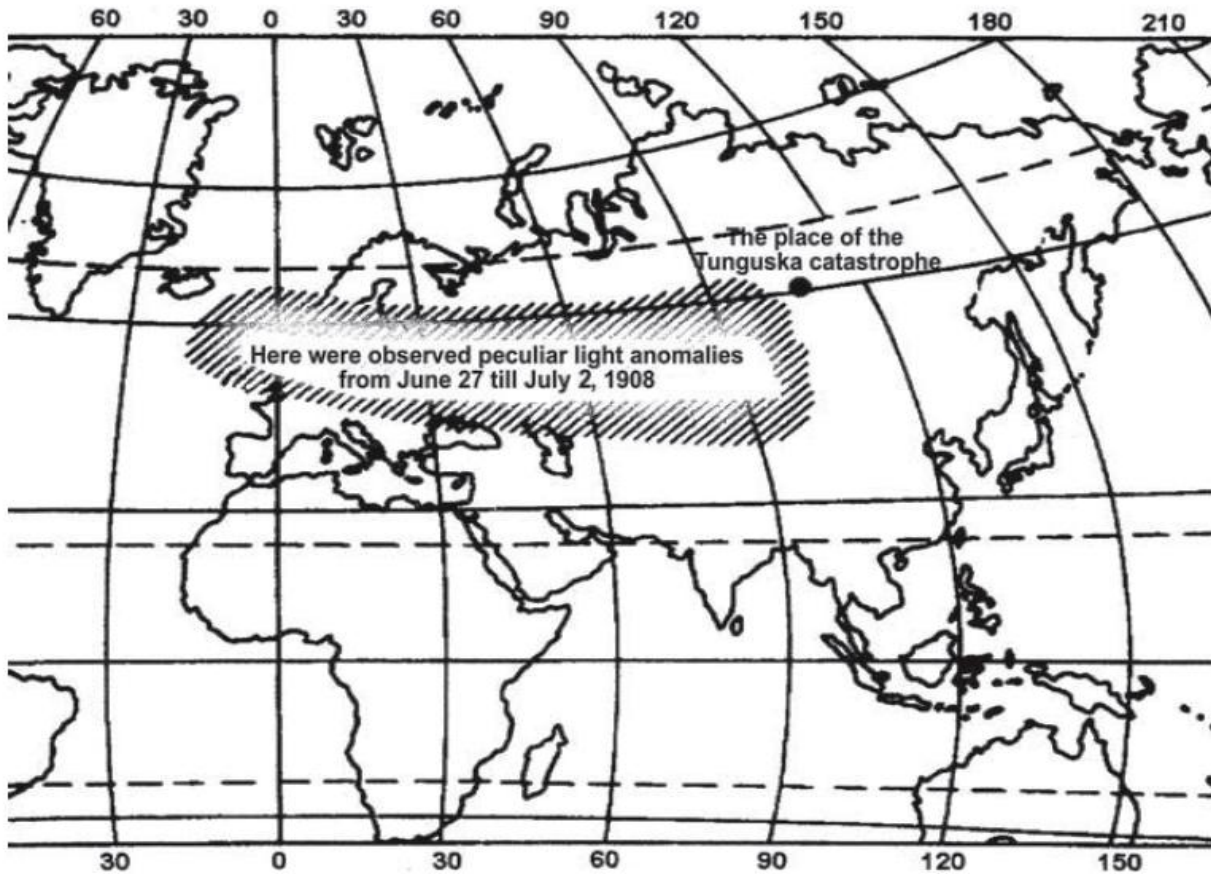 60 30 0 30 60 90 120 150 180 210
The place of the
Tunguska catastrophe
Here were observed peculiar light anomalies
from June 27 till July 2, 1908
30 0 30 60 90 120 150